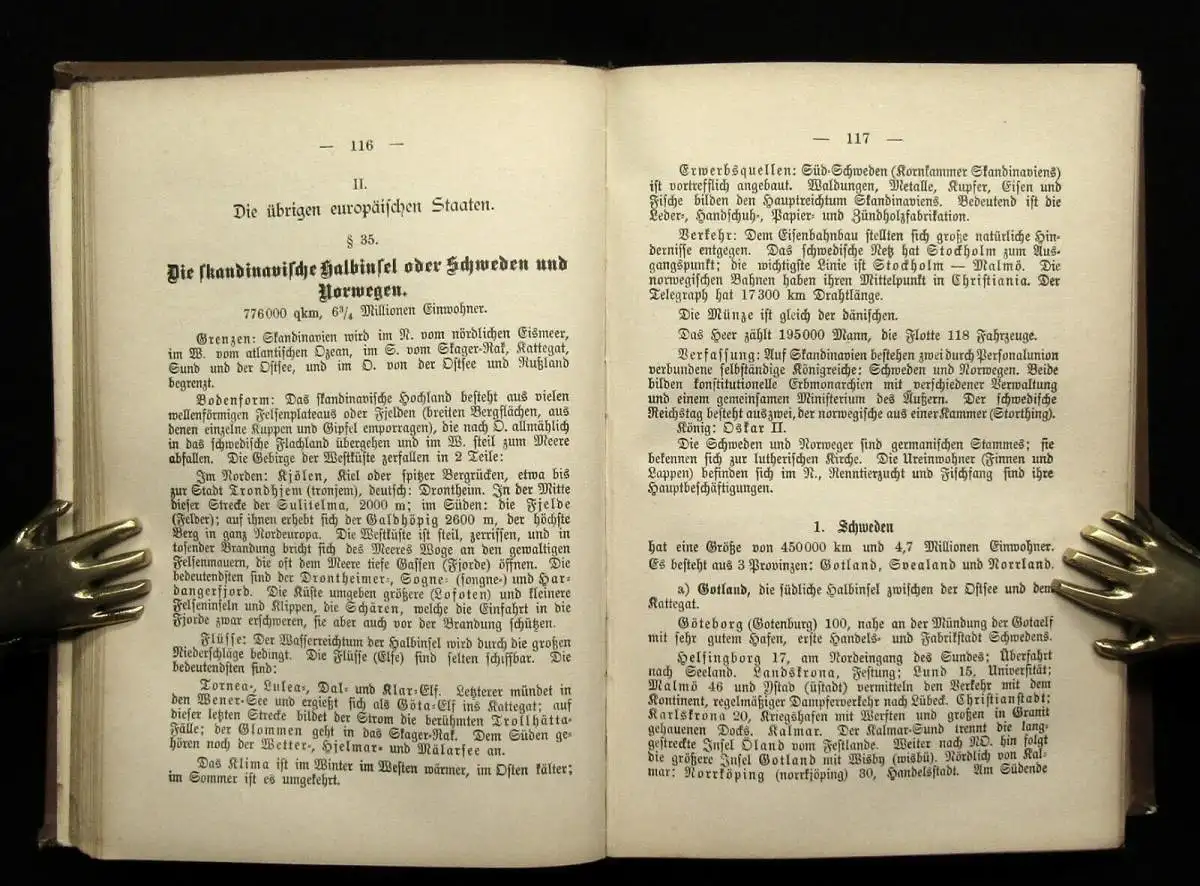 — 116 —
II.
Die übrigen europäischen Staaten.
§ 35.
Die skandinavische Halbinsel oder Schweden und
Norwegen.
776000 qkm, 6¾ Millionen Einwohner.
Grenzen: Skandinavien wird im N. vom nördlichen Eismeer,
im W. vom atlantischen Ozean, im S. vom Skager-Rak, Kattegat,
Sund und der Ostsee, und im O. von der Ostsee und Rußland
begrenzt.
Bodenform: Das skandinavische Hochland besteht aus vielen
wellenförmigen Felsenplateaus oder Fjelden (breiten Bergflächen, aus
denen einzelne Kuppen und Gipfel emporragen), die nach O. allmählich
in das schwedische Flachland übergehen und im W. steil zum Meere
abfallen. Die Gebirge der Westküste zerfallen in 2 Teile:
Im Norden: Kjölen, Kiel oder spitzer Bergrücken, etwa bis
zur Stadt Trondhjem (tronjem), deutsch: Drontheim. In der Mitte
dieser Strecke der Sulitelma, 2000 m; im Süden: die Fjelde
(Felder); auf ihnen erhebt sich der Galdhöpig 2600 m, der höchste
Berg in ganz Nordeuropa. Die Westküste ist steil, zerrissen, und in
tosender Brandung bricht sich des Meeres Woge an den gewaltigen
Felsenmauern, die oft dem Meere tiefe Gassen (Fjorde) öffnen. Die
bedeutendsten sind der Drontheimer-, Sogne- (songne-) und Har-
dangerfjord. Die Küste umgeben größere (Lofoten) und kleinere
Felseninseln und Klippen, die Schären, welche die Einfahrt in die
Fjorde zwar erschweren, sie aber auch vor der Brandung schützen.
Flüsse: Der Wasserreichtum der Halbinsel wird durch die großen
Niederschläge bedingt. Die Flüsse (Elfe) sind selten schiffbar. Die
bedeutendsten sind:
Tornea-, Lulea-, Dal- und Klar-Elf. Letzterer mündet in
den Wener-See und ergießt sich als Göta-Elf ins Kattegat; auf
dieser letzten Strecke bildet der Strom die berühmten Trollhätta-
Fälle; der Glommen geht in das Skager-Rak. Dem Süden ge-
hören noch der Wetter-, Hjelmar- und Mälarsee an.
Das Klima ist im Winter im Westen wärmer, im Osten kälter;
im Sommer ist es umgekehrt.
— 117 —
Erwerbsquellen: Süd-Schweden (Kornkammer Skandinaviens)
ist vortrefflich angebaut. Waldungen, Metalle, Kupfer, Eisen und
Fische bilden den Hauptreichtum Skandinaviens. Bedeutend ist die
Leder-, Handschuh-, Papier- und Zündholzfabrikation.
Verkehr: Dem Eisenbahnbau stellten sich große natürliche Hin-
dernisse entgegen. Das schwedische Netz hat Stockholm zum Aus-
gangspunkt; die wichtigste Linie ist Stockholm — Malmö. Die
norwegischen Bahnen haben ihren Mittelpunkt in Christiania. Der
Telegraph hat 17300 km Drahtlänge.
Die Münze ist gleich der dänischen.
Das Heer zählt 195000 Mann, die Flotte 118 Fahrzeuge.
Verfassung: Auf Skandinavien bestehen zwei durch Personalunion
verbundene selbständige Königreiche: Schweden und Norwegen. Beide
bilden konstitutionelle Erbmonarchien mit verschiedener Verwaltung
und einem gemeinsamen Ministerium des Äußern. Der schwedische
Reichstag besteht aus zwei, der norwegische aus einer Kammer (Storthing).
König: Oskar II.
Die Schweden und Norweger sind germanischen Stammes; sie
bekennen sich zur lutherischen Kirche. Die Ureinwohner (Finnen und
Lappen) befinden sich im N., Renntierzucht und Fischfang sind ihre
Hauptbeschäftigungen.
1. Schweden
hat eine Größe von 450000 km und 4,7 Millionen Einwohner.
Es besteht aus 3 Provinzen: Gotland, Svealand und Norrland.
a) Gotland, die südliche Halbinsel zwischen der Ostsee und dem
Kattegat.
Göteborg (Gotenburg) 100, nahe an der Mündung der Gotaelf
mit sehr gutem Hafen, erste Handels- und Fabrikstadt Schwedens.
Helsingborg 17, am Nordeingang des Sundes; Überfahrt
nach Seeland. Landskrona, Festung; Lund 15, Universität;
Malmö 46 und Ystad (üstadt) vermitteln den Verkehr mit dem
Kontinent, regelmäßiger Dampferverkehr nach Lübeck. Christianstadt;
Karlskrona 20, Kriegshafen mit Werften und großen in Granit
gehauenen Docks. Kalmar. Der Kalmar-Sund trennt die lang-
gestreckte Insel Öland vom Festlande. Weiter nach NO. hin folgt
die größere Insel Gotland mit Wisby (wisbü). Nördlich von Kal-
mar: Norrköping (norrkjöping) 30, Handelsstadt. Am Südende